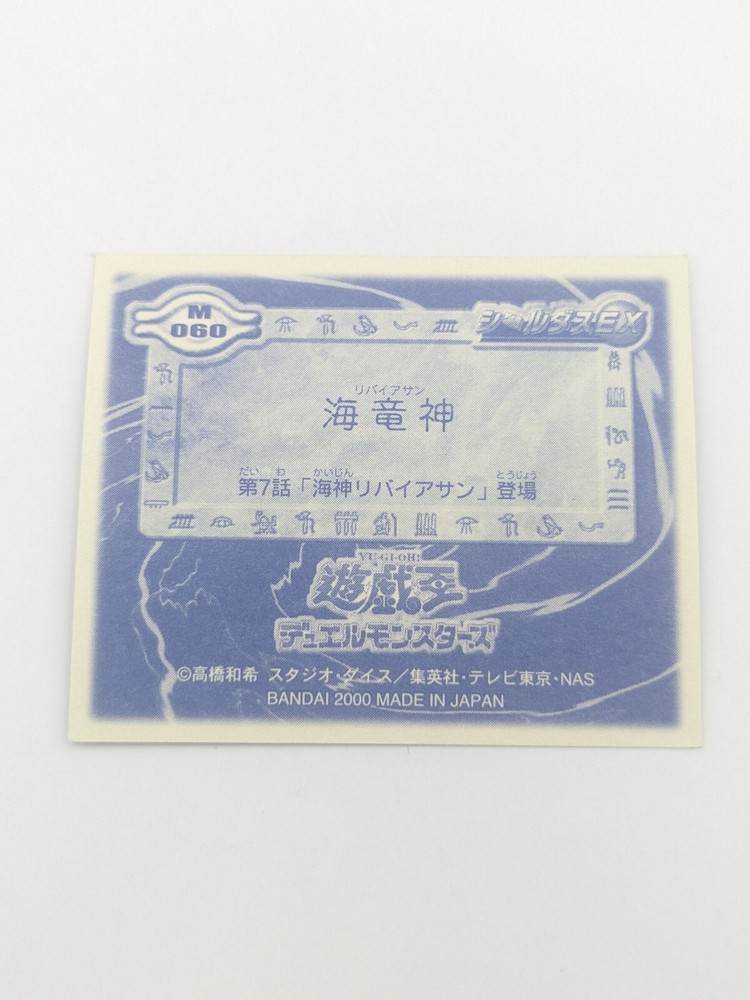 M
060
シールダスEX
リバイアサン
海竜神
だい わ かいじん とうじょう
第7話「海神リバイアサン」登場
YU-GI-OH!
遊戯王
デュエルモンスターズ
©高橋和希 スタジオ・ダイス／集英社・テレビ東京・NAS
BANDAI 2000 MADE IN JAPAN